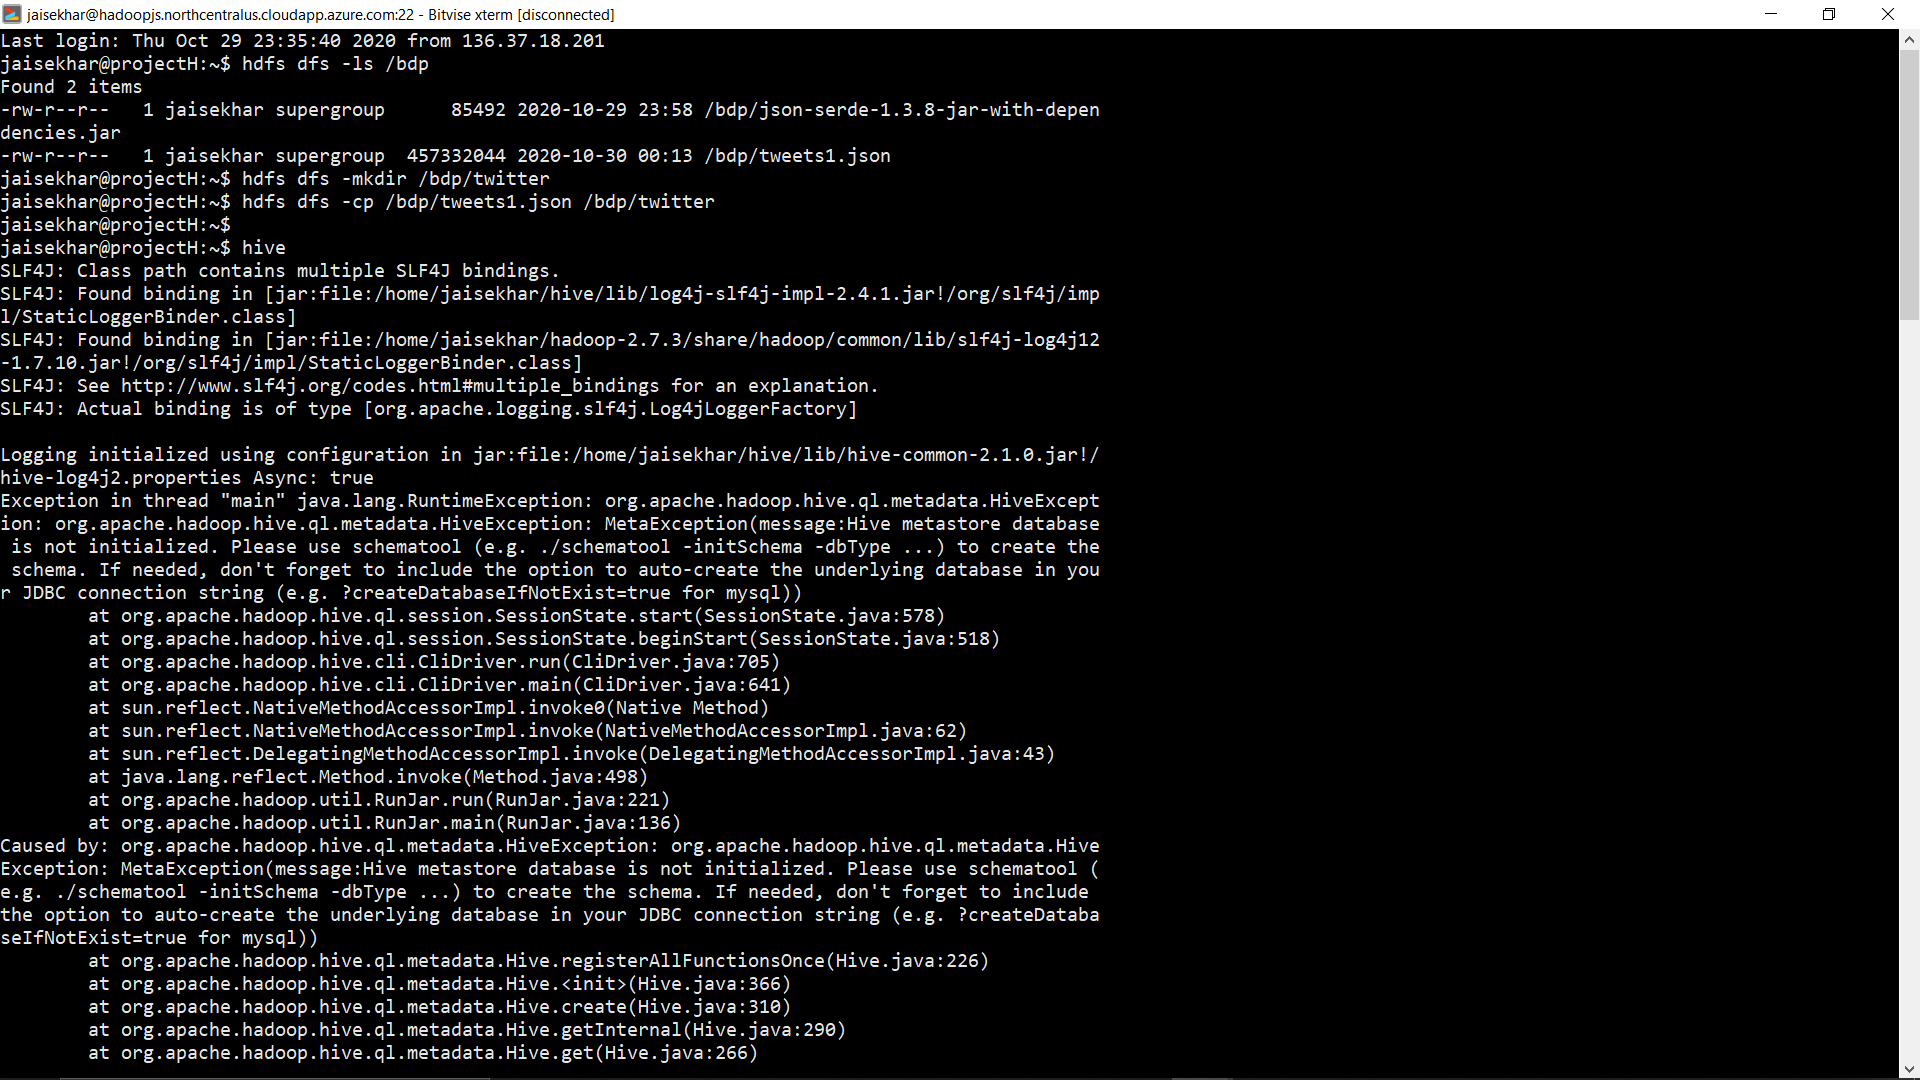 jaisekhar@hadoopjs.northcentralus.cloudapp.azure.com:22 - Bitvise xterm [disconnected]
Last login: Thu Oct 29 23:35:40 2020 from 136.37.18.201
jaisekhar@projectH:~$ hdfs dfs -ls /bdp
Found 2 items
-rw-r--r--   1 jaisekhar supergroup      85492 2020-10-29 23:58 /bdp/json-serde-1.3.8-jar-with-depen
dencies.jar
-rw-r--r--   1 jaisekhar supergroup  457332044 2020-10-30 00:13 /bdp/tweets1.json
jaisekhar@projectH:~$ hdfs dfs -mkdir /bdp/twitter
jaisekhar@projectH:~$ hdfs dfs -cp /bdp/tweets1.json /bdp/twitter
jaisekhar@projectH:~$
jaisekhar@projectH:~$ hive
SLF4J: Class path contains multiple SLF4J bindings.
SLF4J: Found binding in [jar:file:/home/jaisekhar/hive/lib/log4j-slf4j-impl-2.4.1.jar!/org/slf4j/imp
l/StaticLoggerBinder.class]
SLF4J: Found binding in [jar:file:/home/jaisekhar/hadoop-2.7.3/share/hadoop/common/lib/slf4j-log4j12
-1.7.10.jar!/org/slf4j/impl/StaticLoggerBinder.class]
SLF4J: See http://www.slf4j.org/codes.html#multiple_bindings for an explanation.
SLF4J: Actual binding is of type [org.apache.logging.slf4j.Log4jLoggerFactory]

Logging initialized using configuration in jar:file:/home/jaisekhar/hive/lib/hive-common-2.1.0.jar!/
hive-log4j2.properties Async: true
Exception in thread "main" java.lang.RuntimeException: org.apache.hadoop.hive.ql.metadata.HiveExcept
ion: org.apache.hadoop.hive.ql.metadata.HiveException: MetaException(message:Hive metastore database
 is not initialized. Please use schematool (e.g. ./schematool -initSchema -dbType ...) to create the
 schema. If needed, don't forget to include the option to auto-create the underlying database in you
r JDBC connection string (e.g. ?createDatabaseIfNotExist=true for mysql))
        at org.apache.hadoop.hive.ql.session.SessionState.start(SessionState.java:578)
        at org.apache.hadoop.hive.ql.session.SessionState.beginStart(SessionState.java:518)
        at org.apache.hadoop.hive.cli.CliDriver.run(CliDriver.java:705)
        at org.apache.hadoop.hive.cli.CliDriver.main(CliDriver.java:641)
        at sun.reflect.NativeMethodAccessorImpl.invoke0(Native Method)
        at sun.reflect.NativeMethodAccessorImpl.invoke(NativeMethodAccessorImpl.java:62)
        at sun.reflect.DelegatingMethodAccessorImpl.invoke(DelegatingMethodAccessorImpl.java:43)
        at java.lang.reflect.Method.invoke(Method.java:498)
        at org.apache.hadoop.util.RunJar.run(RunJar.java:221)
        at org.apache.hadoop.util.RunJar.main(RunJar.java:136)
Caused by: org.apache.hadoop.hive.ql.metadata.HiveException: org.apache.hadoop.hive.ql.metadata.Hive
Exception: MetaException(message:Hive metastore database is not initialized. Please use schematool (
e.g. ./schematool -initSchema -dbType ...) to create the schema. If needed, don't forget to include
the option to auto-create the underlying database in your JDBC connection string (e.g. ?createDataba
seIfNotExist=true for mysql))
        at org.apache.hadoop.hive.ql.metadata.Hive.registerAllFunctionsOnce(Hive.java:226)
        at org.apache.hadoop.hive.ql.metadata.Hive.<init>(Hive.java:366)
        at org.apache.hadoop.hive.ql.metadata.Hive.create(Hive.java:310)
        at org.apache.hadoop.hive.ql.metadata.Hive.getInternal(Hive.java:290)
        at org.apache.hadoop.hive.ql.metadata.Hive.get(Hive.java:266)